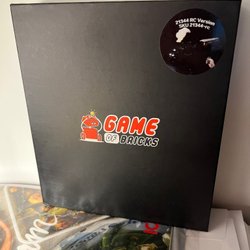 21344 RC Version
SKU 21344-rc
GAME
OF BRICKS